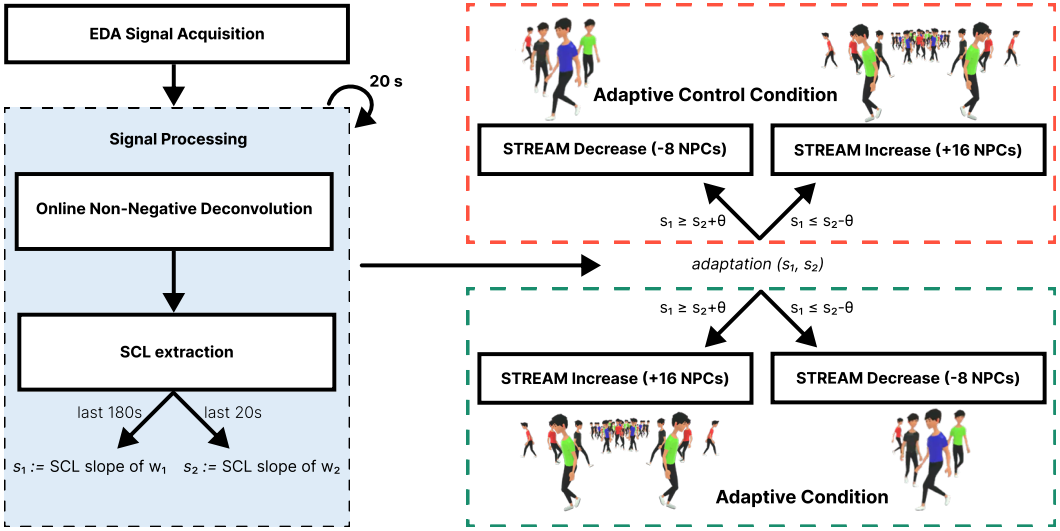 EDA Signal Acquisition
20 s
Signal Processing
Online Non-Negative Deconvolution
SCL extraction
last 180s
last 20s
s₁ := SCL slope of w₁
s₂ := SCL slope of w₂
Adaptive Control Condition
STREAM Decrease (-8 NPCs)
STREAM Increase (+16 NPCs)
s₁ ≥ s₂+θ
s₁ ≤ s₂-θ
adaptation (s₁, s₂)
s₁ ≥ s₂+θ
s₁ ≤ s₂-θ
STREAM Increase (+16 NPCs)
STREAM Decrease (-8 NPCs)
Adaptive Condition